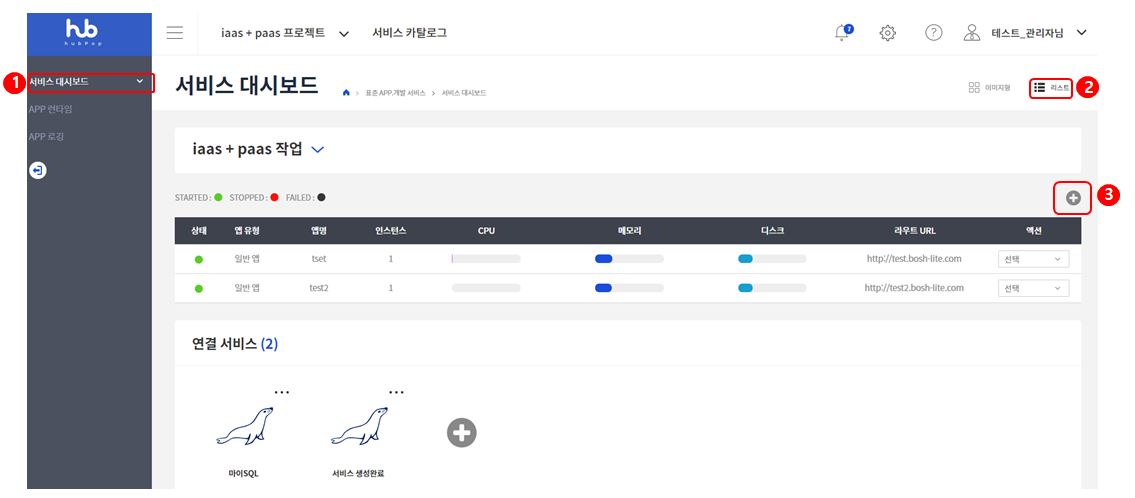 hub
hubPop
iaas + paas 프로젝트
서비스 카탈로그
7
?
테스트_관리자님
1
서비스 대시보드
APP 런타임
APP 로깅
서비스 대시보드
> 표준 APP.개발 서비스 > 서비스 대시보드
이미지형
리스트
2
iaas + paas 작업
STARTED : STOPPED : FAILED :
3
상태 앱 유형 앱명 인스턴스 CPU 메모리 디스크 라우트 URL 액션
일반 앱 tset 1 http://test.bosh-lite.com 선택
일반 앱 test2 1 http://test2.bosh-lite.com 선택
연결 서비스 (2)
마이SQL
서비스 생성완료